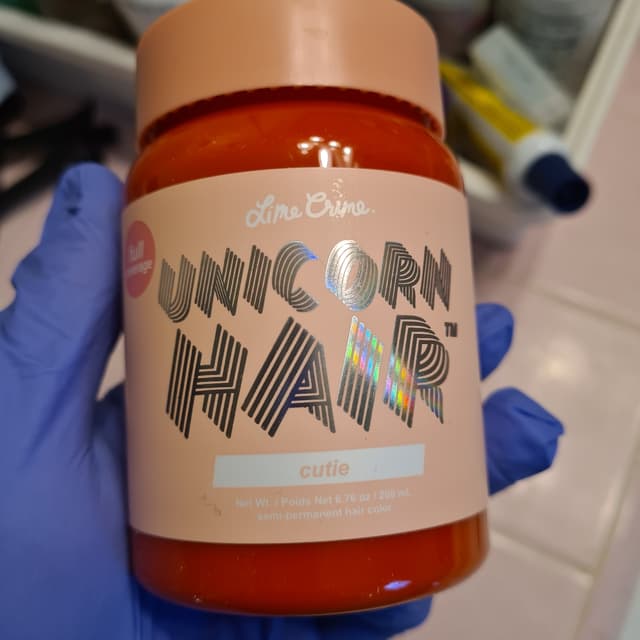 Lime Crime.
full
coverage
UNICORN
HAIR™
cutie
Net Wt. / Poids Net 6.76 oz / 200 mL
semi-permanent hair color